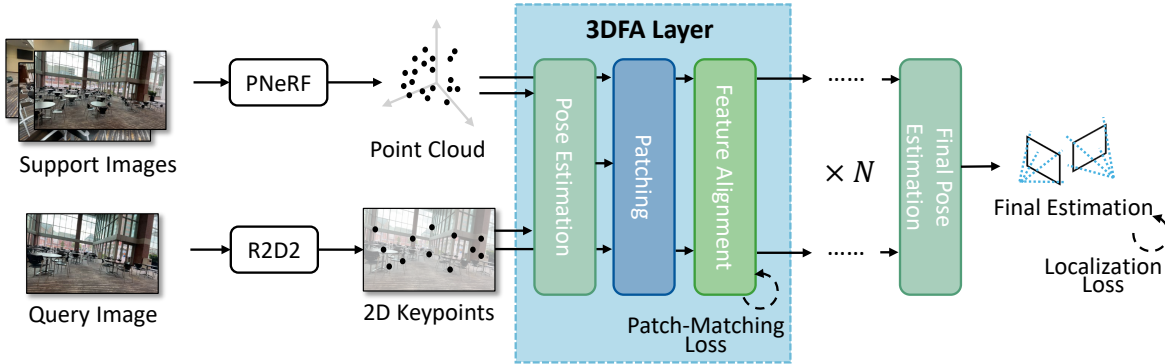 3DFA Layer
PNeRF
Support Images
Point Cloud
Pose Estimation
Patching
Feature Alignment
......
× N
......
Final Pose
Estimation
Final Estimation
Localization
Loss
R2D2
Query Image
2D Keypoints
Patch-Matching
Loss